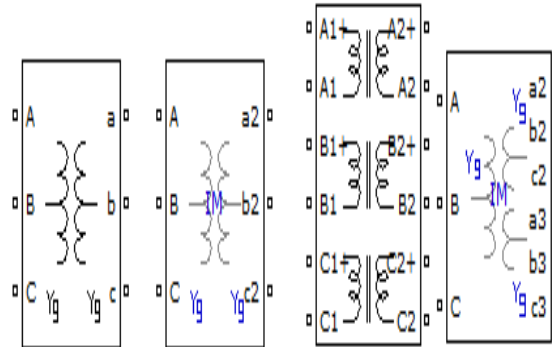 A a
B b
C c
Yg Yg
A a2
B IM b2
C c2
Yg Yg
A1+ A2+
A1 A2
B1+ B2+
B1 B2
C1+ C2+
C1 C2
a2
A Yg
b2
Yg c2
B IM
a3
b3
C Yg
c3